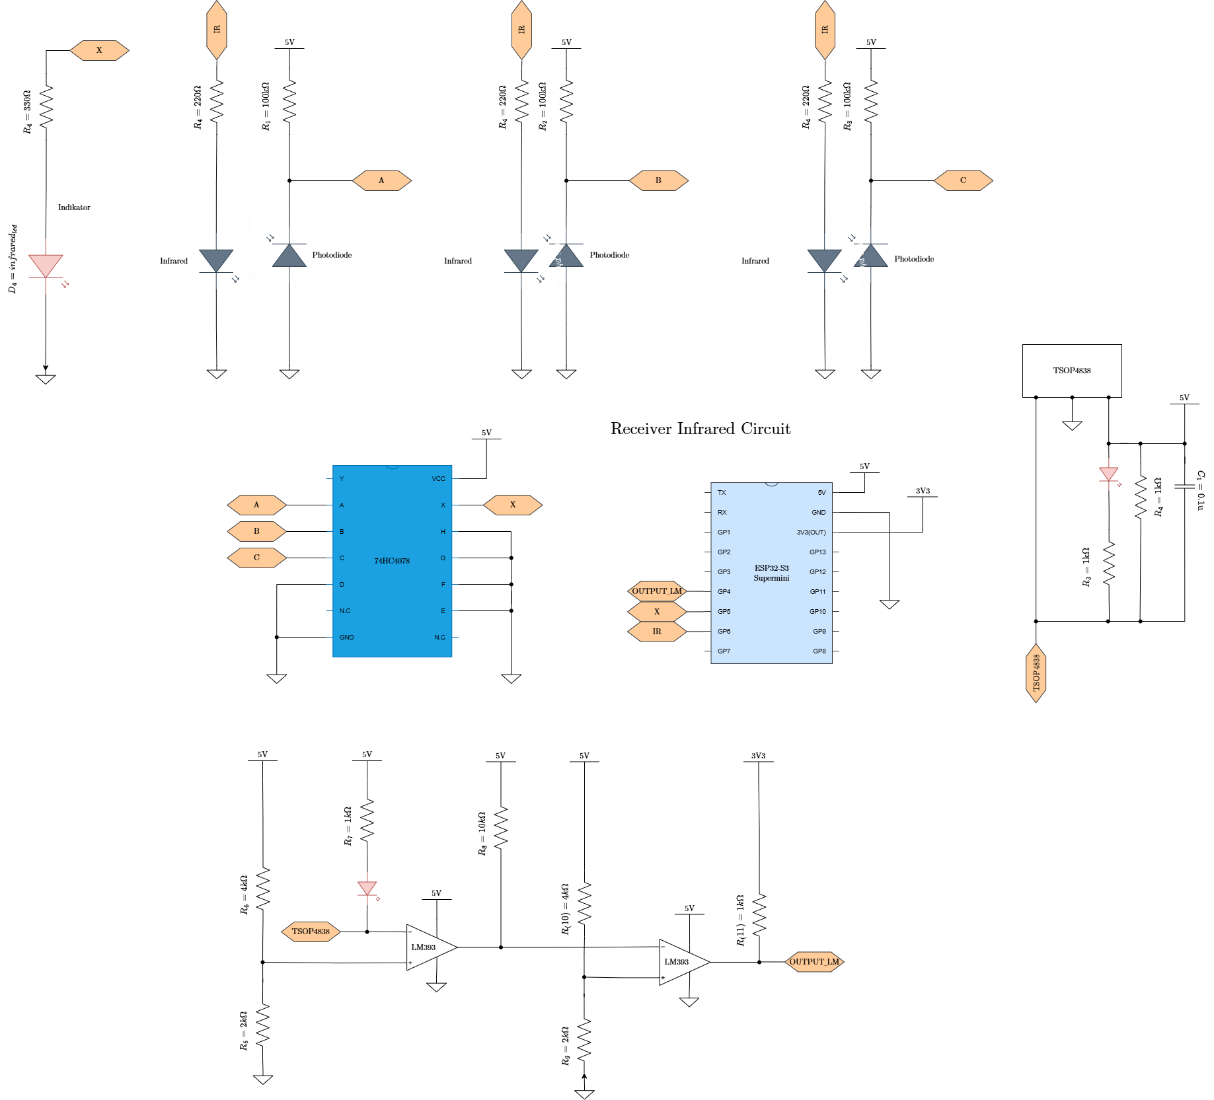 IR
IR
IR
X
5V
5V
5V
R₄ = 330Ω
R₄ = 220Ω
R₁ = 100kΩ
R₄ = 220Ω
R₂ = 100kΩ
R₄ = 220Ω
R₃ = 100kΩ
A
B
C
Indikator
D₄ = infrared_led
Infrared
Photodiode
Infrared
Photodiode
Infrared
Photodiode
TSOP4838
5V
R₃ = 1kΩ
R₄ = 1kΩ
C₁ = 0.1u
TSOP4838
Receiver Infrared Circuit
5V
Y
VCC
A
A
X
X
B
B
H
C
C
G
74HC4078
D
F
N.C
E
GND
N.C
5V
3V3
TX
5V
RX
GND
GP1
3V3(OUT)
GP2
GP13
GP3
GP12
ESP32-S3
Supermini
OUTPUT_LM
GP4
GP11
X
GP5
GP10
IR
GP6
GP9
GP7
GP8
5V
5V
5V
5V
3V3
R₆ = 4kΩ
R₇ = 1kΩ
R₈ = 10kΩ
R(10) = 4kΩ
R(11) = 1kΩ
5V
5V
TSOP4838
−
LM393
+
−
LM393
+
OUTPUT_LM
R₅ = 2kΩ
R₉ = 2kΩ